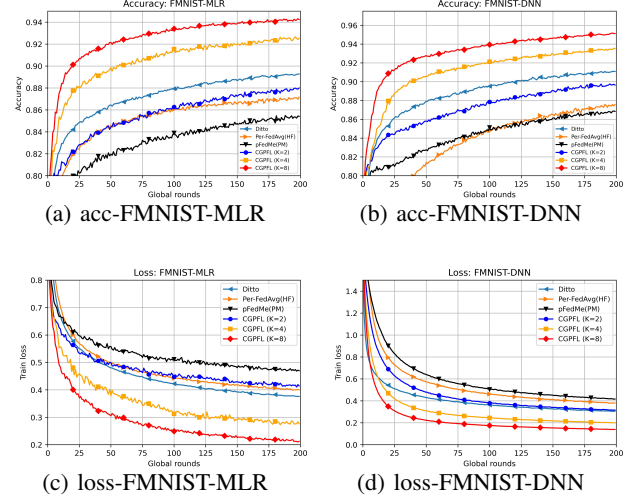 Accuracy: FMNIST-MLR
Accuracy
0.94
0.92
0.90
0.88
0.86
0.84
0.82
0.80
0 25 50 75 100 125 150 175 200
Global rounds
Ditto
Per-FedAvg(HF)
pFedMe(PM)
CGPFL (K=2)
CGPFL (K=4)
CGPFL (K=8)
(a) acc-FMNIST-MLR
Accuracy: FMNIST-DNN
Accuracy
0.96
0.94
0.92
0.90
0.88
0.86
0.84
0.82
0.80
0 25 50 75 100 125 150 175 200
Global rounds
Ditto
Per-FedAvg(HF)
pFedMe(PM)
CGPFL (K=2)
CGPFL (K=4)
CGPFL (K=8)
(b) acc-FMNIST-DNN
Loss: FMNIST-MLR
Train loss
0.8
0.7
0.6
0.5
0.4
0.3
0.2
0 25 50 75 100 125 150 175 200
Global rounds
Ditto
Per-FedAvg(HF)
pFedMe(PM)
CGPFL (K=2)
CGPFL (K=4)
CGPFL (K=8)
(c) loss-FMNIST-MLR
Loss: FMNIST-DNN
Train loss
1.4
1.2
1.0
0.8
0.6
0.4
0.2
0.0
0 25 50 75 100 125 150 175 200
Global rounds
Ditto
Per-FedAvg(HF)
pFedMe(PM)
CGPFL (K=2)
CGPFL (K=4)
CGPFL (K=8)
(d) loss-FMNIST-DNN